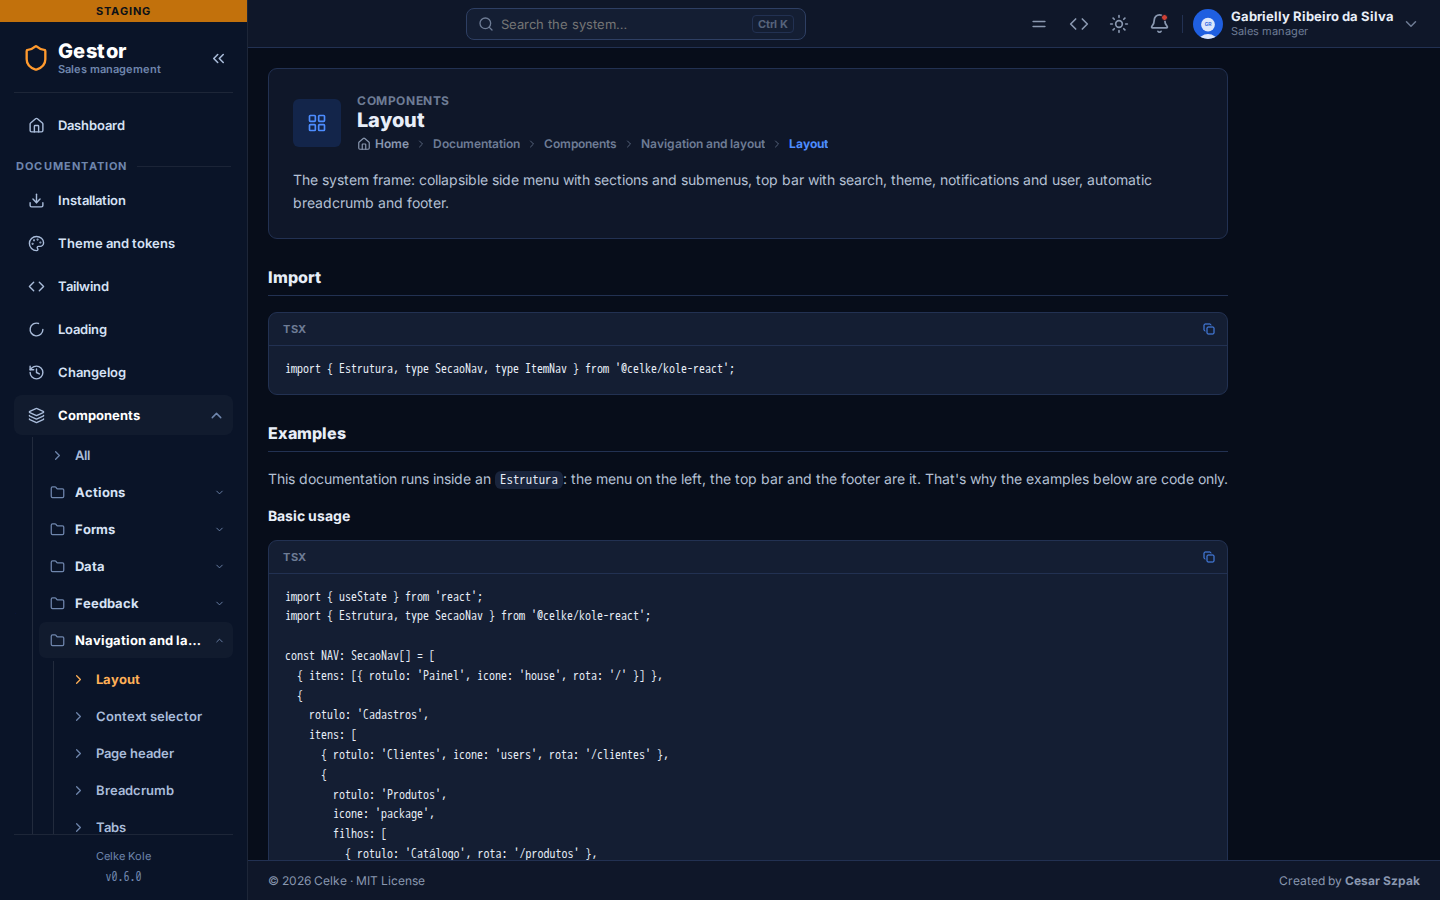 STAGING
Gestor
Sales management
Dashboard
DOCUMENTATION
Installation
Theme and tokens
Tailwind
Loading
Changelog
Components
All
Actions
Forms
Data
Feedback
Navigation and la...
Layout
Context selector
Page header
Breadcrumb
Tabs
Celke Kole
v0.6.0
Search the system...
Ctrl K
GR
Gabrielly Ribeiro da Silva
Sales manager
COMPONENTS
Layout
Home
Documentation
Components
Navigation and layout
Layout
The system frame: collapsible side menu with sections and submenus, top bar with search, theme, notifications and user, automatic
breadcrumb and footer.
Import
TSX
import { Estrutura, type SecaoNav, type ItemNav } from '@celke/kole-react';
Examples
This documentation runs inside an Estrutura: the menu on the left, the top bar and the footer are it. That's why the examples below are code only.
Basic usage
TSX
import { useState } from 'react';
import { Estrutura, type SecaoNav } from '@celke/kole-react';
const NAV: SecaoNav[] = [
{ itens: [{ rotulo: 'Painel', icone: 'house', rota: '/' }] },
{
rotulo: 'Cadastros',
itens: [
{ rotulo: 'Clientes', icone: 'users', rota: '/clientes' },
{
rotulo: 'Produtos',
icone: 'package',
filhos: [
{ rotulo: 'Catálogo', rota: '/produtos' },
© 2026 Celke · MIT License
Created by Cesar Szpak